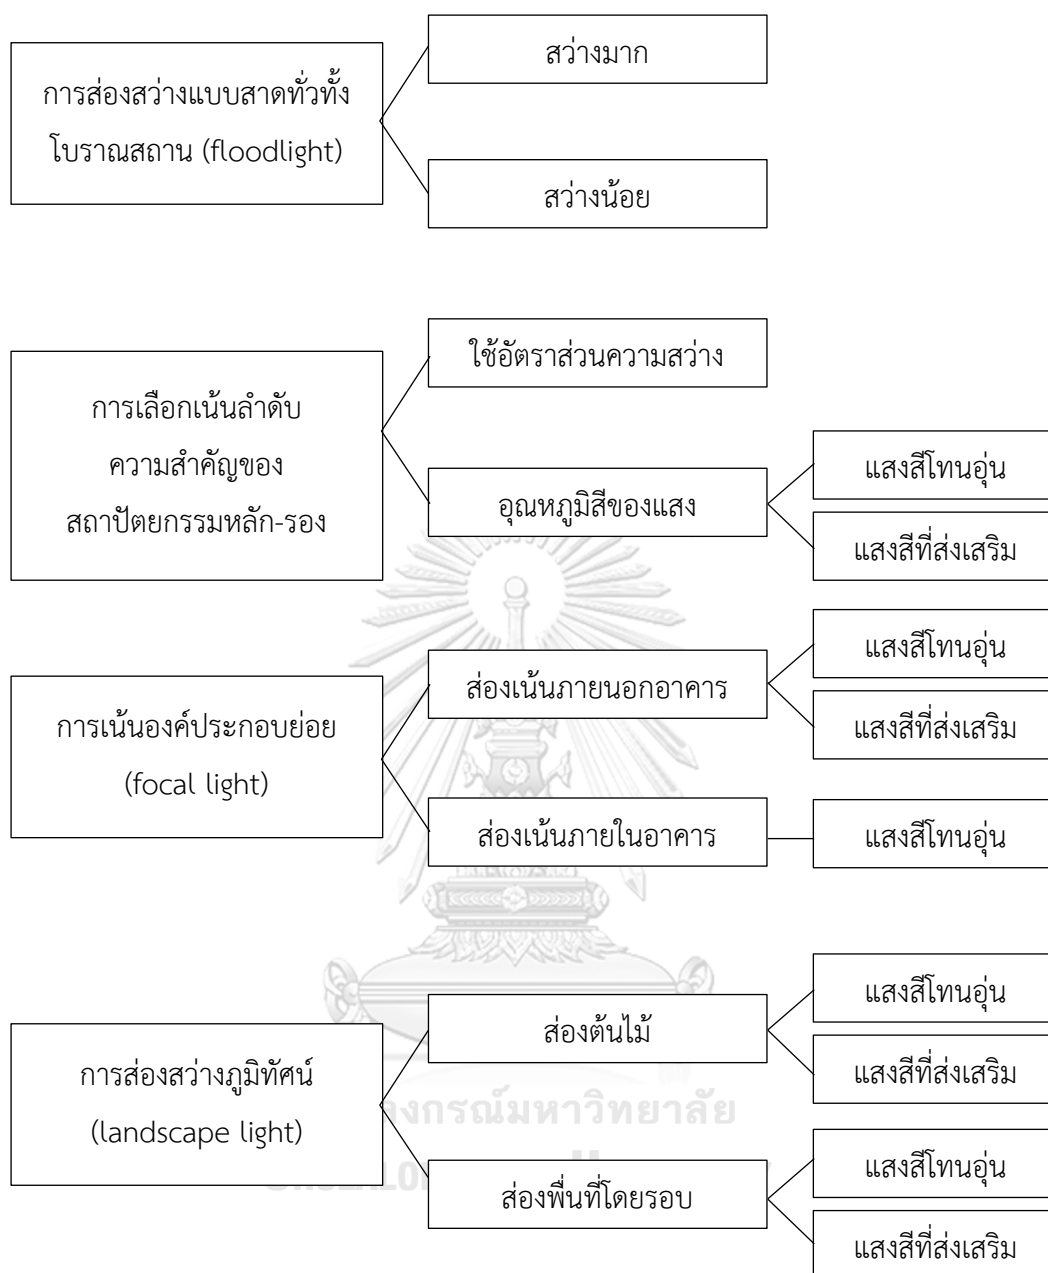 การส่องสว่างแบบสาดทั่วทั้ง
โบราณสถาน (floodlight)
สว่างมาก
สว่างน้อย
การเลือกเน้นลำดับ
ความสำคัญของ
สถาปัตยกรรมหลัก-รอง
ใช้อัตราส่วนความสว่าง
อุณหภูมิสีของแสง
แสงสีโทนอุ่น
แสงสีที่ส่งเสริม
การเน้นองค์ประกอบย่อย
(focal light)
ส่องเน้นภายนอกอาคาร
แสงสีโทนอุ่น
แสงสีที่ส่งเสริม
ส่องเน้นภายในอาคาร
แสงสีโทนอุ่น
การส่องสว่างภูมิทัศน์
(landscape light)
ส่องต้นไม้
แสงสีโทนอุ่น
แสงสีที่ส่งเสริม
ส่องพื้นที่โดยรอบ
แสงสีโทนอุ่น
แสงสีที่ส่งเสริม
งกรณ์มหาวิทยาลัย